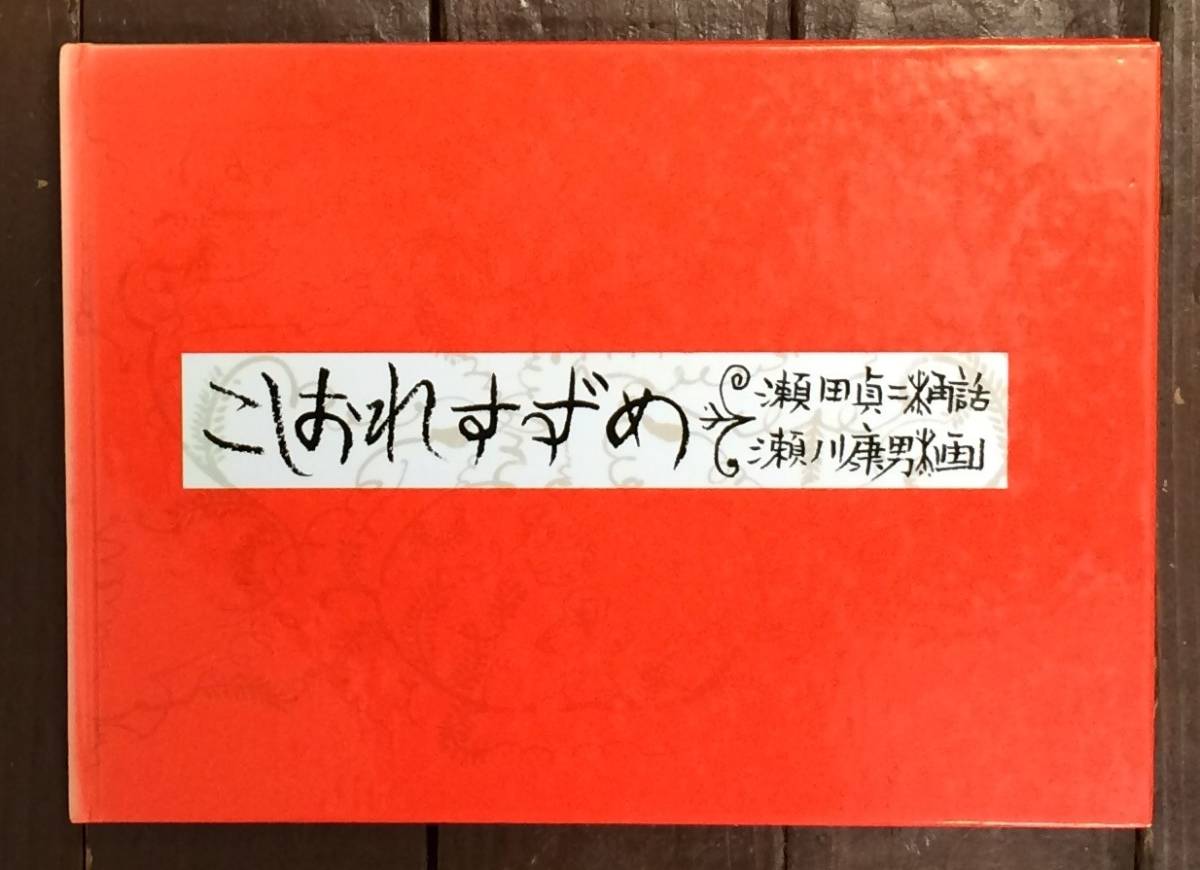 こしおれすずめ
瀬田貞二 再話
瀬川康男 画